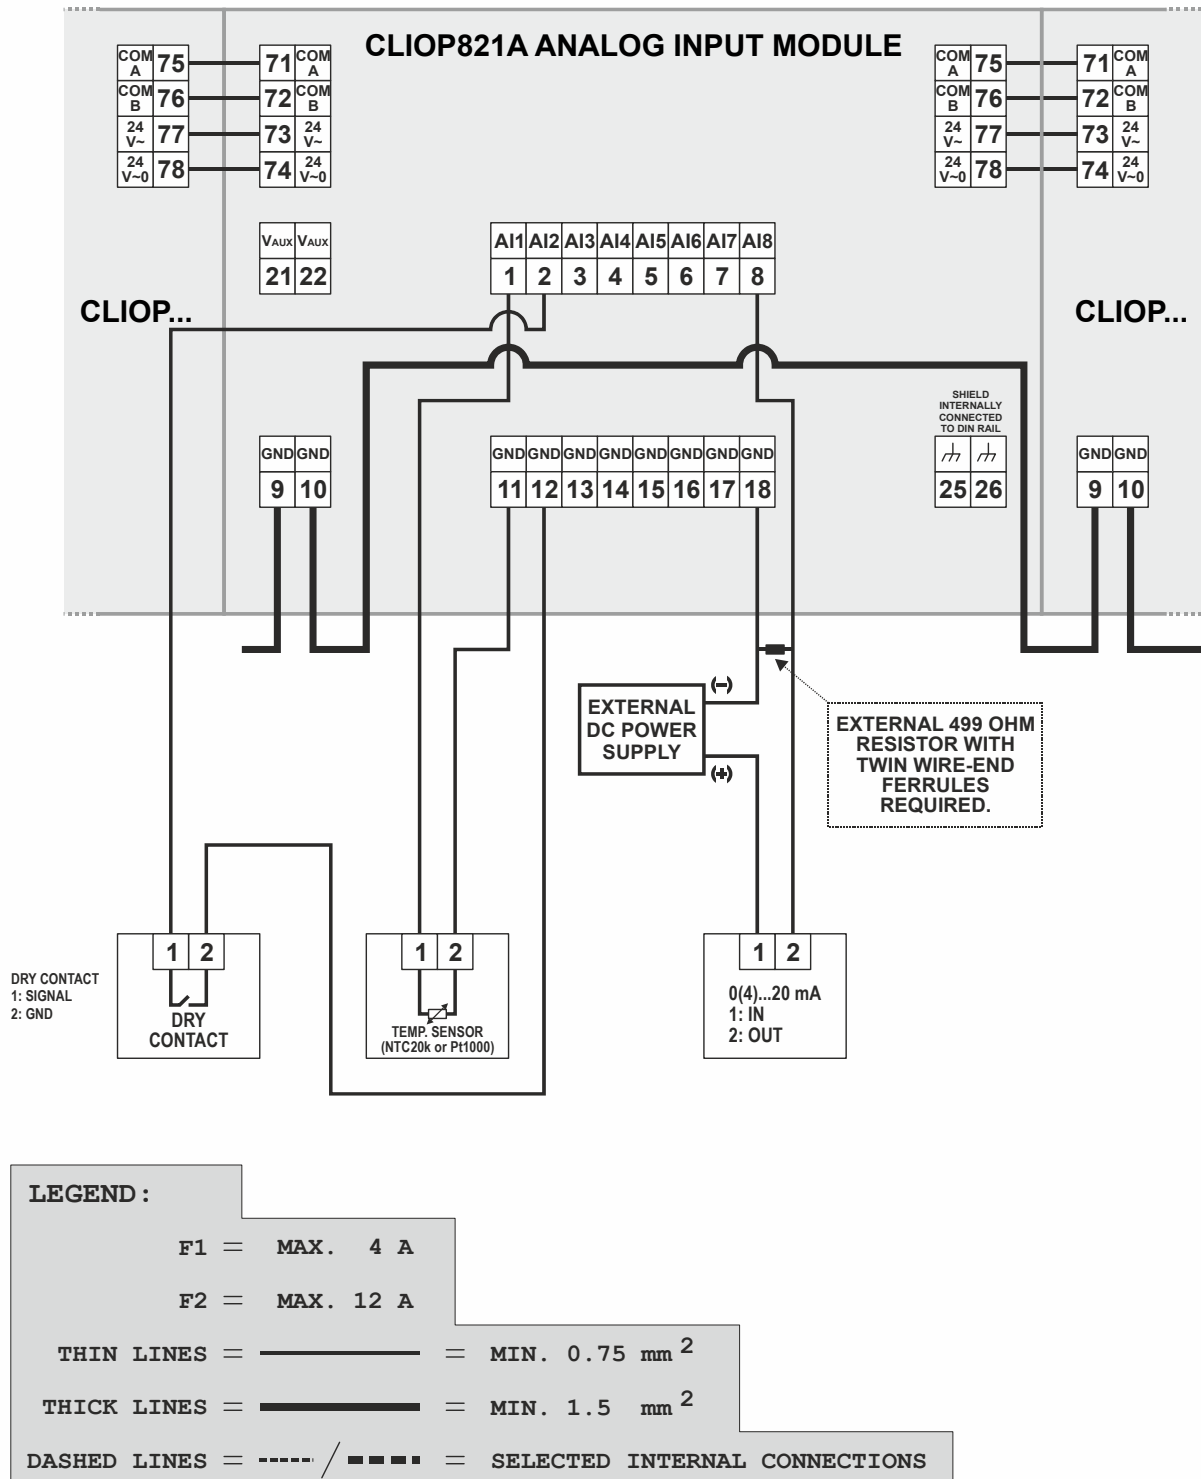 CLIOP821A ANALOG INPUT MODULE
COM A 75 71 COM A
COM B 76 72 COM B
24 V~ 77 73 24 V~
24 V~0 78 74 24 V~0
COM A 75 71 COM A
COM B 76 72 COM B
24 V~ 77 73 24 V~
24 V~0 78 74 24 V~0
VAUX VAUX
21 22
AI1 AI2 AI3 AI4 AI5 AI6 AI7 AI8
1 2 3 4 5 6 7 8
CLIOP...
CLIOP...
SHIELD
INTERNALLY
CONNECTED
TO DIN RAIL
GND GND
9 10
GND GND GND GND GND GND GND GND
11 12 13 14 15 16 17 18
25 26
GND GND
9 10
(-)
EXTERNAL
DC POWER
SUPPLY
(+)
EXTERNAL 499 OHM
RESISTOR WITH
TWIN WIRE-END
FERRULES
REQUIRED.
DRY CONTACT
1: SIGNAL
2: GND
1 2
DRY
CONTACT
1 2
TEMP. SENSOR
(NTC20k or Pt1000)
1 2
0(4)...20 mA
1: IN
2: OUT
LEGEND:
F1 = MAX. 4 A
F2 = MAX. 12 A
THIN LINES = = MIN. 0.75 mm 2
THICK LINES = = MIN. 1.5 mm 2
DASHED LINES = / = SELECTED INTERNAL CONNECTIONS